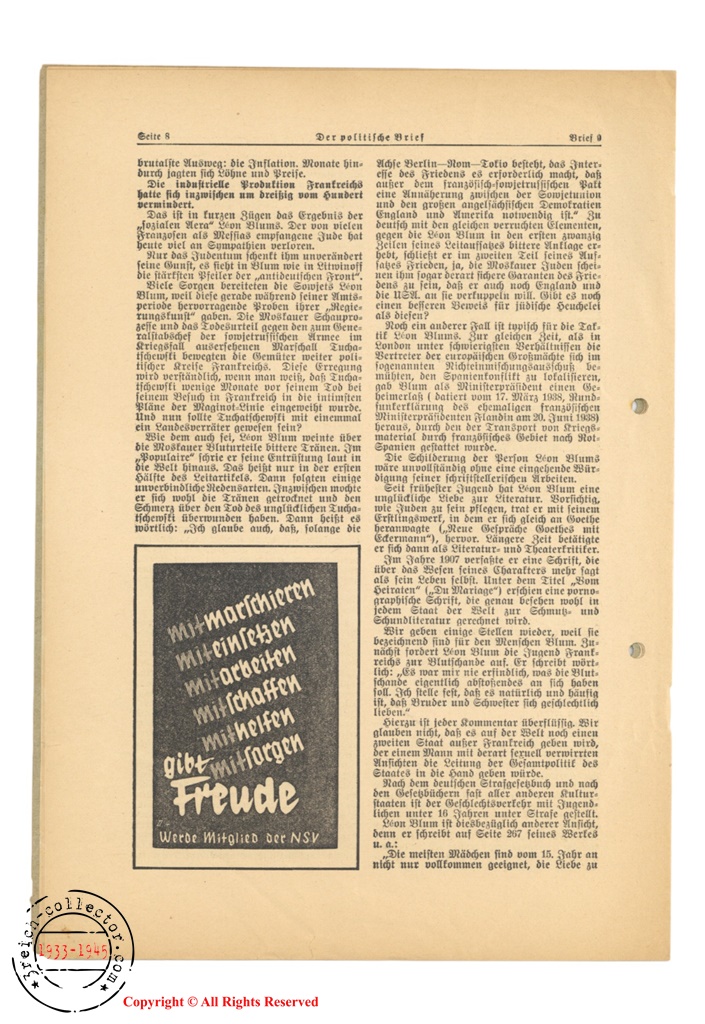 Seite 8
Der politische Brief
Brief 9
brutalste Ausweg: die Inflation. Monate hin-
durch jagten sich Löhne und Preise.
Die industrielle Produktion Frankreichs
hatte sich inzwischen um dreißig vom Hundert
vermindert.
Das ist in kurzen Zügen das Ergebnis der
„sozialen Aera“ Léon Blums. Der von vielen
Franzosen als Messias empfangene Jude hat
heute viel an Sympathien verloren.
Nur das Judentum schenkt ihm unverändert
seine Gunst, es sieht in Blum wie in Litwinoff
die stärksten Pfeiler der „antideutschen Front“.
Viele Sorgen bereiteten die Sowjets Léon
Blum, weil diese gerade während seiner Amts-
periode hervorragende Proben ihrer „Regie-
rungskunst“ gaben. Die Moskauer Schaupro-
zesse und das Todesurteil gegen den zum Gene-
ralstabschef der sowjetrussischen Armee im
Kriegsfall ausersehenen Marschall Tucha-
tschewski bewegten die Gemüter weiter poli-
tischer Kreise Frankreichs. Diese Erregung
wird verständlich, wenn man weiß, daß Tucha-
tschewski wenige Monate vor seinem Tod bei
seinem Besuch in Frankreich in die intimsten
Pläne der Maginot-Linie eingeweiht wurde.
Und nun sollte Tuchatschewski mit einemmal
ein Landesverräter gewesen sein?
Wie dem auch sei, Léon Blum weinte über
die Moskauer Bluturteile bittere Tränen. Im
„Populaire“ schrie er seine Entrüstung laut in
die Welt hinaus. Das heißt nur in der ersten
Hälfte des Leitartikels. Dann folgten einige
unverbindliche Redensarten. Inzwischen mochte
er sich wohl die Tränen getrocknet und den
Schmerz über den Tod des unglücklichen Tucha-
tschewski überwunden haben. Dann heißt es
wörtlich: „Ich glaube auch, daß, solange die
mitmarschieren
miteinsetzen
mitarbeiten
mitschaffen
mithelfen
gibt mitsorgen
Freude
Werde Mitglied der NSV
Achse Berlin—Rom—Tokio besteht, das Inter-
esse des Friedens es erforderlich macht, daß
außer dem französisch-sowjetrussischen Pakt
eine Annäherung zwischen der Sowjetunion
und den großen angelsächsischen Demokratien
England und Amerika notwendig ist.“ Zu
deutsch mit den gleichen verruchten Elementen,
gegen die Léon Blum in den ersten zwanzig
Zeilen seines Leitaufsatzes bittere Anklage er-
hebt, schließt er im zweiten Teil seines Auf-
satzes Frieden, ja, die Moskauer Juden schei-
nen ihm sogar derart sichere Garanten des Frie-
dens zu sein, daß er auch noch England und
die USA. an sie verkuppeln will. Gibt es noch
einen besseren Beweis für jüdische Heuchelei
als diesen?
Noch ein anderer Fall ist typisch für die Tak-
tik Léon Blums. Zur gleichen Zeit, als in
London unter schwierigsten Verhältnissen die
Vertreter der europäischen Großmächte sich im
sogenannten Nichteinmischungsausschuß be-
mühten, den Spanienkonflikt zu lokalisieren,
gab Blum als Ministerpräsident einen Ge-
heimerlaß ( datiert vom 17. März 1938, Rund-
funkerklärung des ehemaligen französischen
Ministerpräsidenten Flandin am 20. Juni 1938)
heraus, durch den der Transport von Kriegs-
material durch französisches Gebiet nach Rot-
Spanien gestattet wurde.
Die Schilderung der Person Léon Blums
wäre unvollständig ohne eine eingehende Wür-
digung seiner schriftstellerischen Arbeiten.
Seit frühester Jugend hat Léon Blum eine
unglückliche Liebe zur Literatur. Vorsichtig,
wie Juden zu sein pflegen, trat er mit seinem
Erstlingswerk, in dem er sich gleich an Goethe
heranwagte („Neue Gespräche Goethes mit
Eckermann“), hervor. Längere Zeit betätigte
er sich dann als Literatur- und Theaterkritiker.
Im Jahre 1907 verfaßte er eine Schrift, die
über das Wesen seines Charakters mehr sagt
als sein Leben selbst. Unter dem Titel „Vom
Heiraten“ („Du Mariage“) erschien eine porno-
graphische Schrift, die genau besehen wohl in
jedem Staat der Welt zur Schmutz- und
Schundliteratur gerechnet wird.
Wir geben einige Stellen wieder, weil sie
bezeichnend sind für den Menschen Blum. Zu-
nächst fordert Léon Blum die Jugend Frank-
reichs zur Blutschande auf. Er schreibt wört-
lich: „Es war mir nie erfindlich, was die Blut-
schande eigentlich abstoßendes an sich haben
soll. Ich stelle fest, daß es natürlich und häufig
ist, daß Bruder und Schwester sich geschlechtlich
lieben.“
Hierzu ist jeder Kommentar überflüssig. Wir
glauben nicht, daß es auf der Welt noch einen
zweiten Staat außer Frankreich geben wird,
der einem Mann mit derart sexuell verwirrten
Ansichten die Leitung der Gesamtpolitik des
Staates in die Hand geben würde.
Nach dem deutschen Strafgesetzbuch und nach
den Gesetzbüchern fast aller anderen Kultur-
staaten ist der Geschlechtsverkehr mit Jugend-
lichen unter 16 Jahren unter Strafe gestellt.
Léon Blum ist diesbezüglich anderer Ansicht,
denn er schreibt auf Seite 267 seines Werkes
u. a.:
„Die meisten Mädchen sind vom 15. Jahr an
nicht nur vollkommen geeignet, die Liebe zu
3reich-collector.com
1933-1945
Copyright © All Rights Reserved